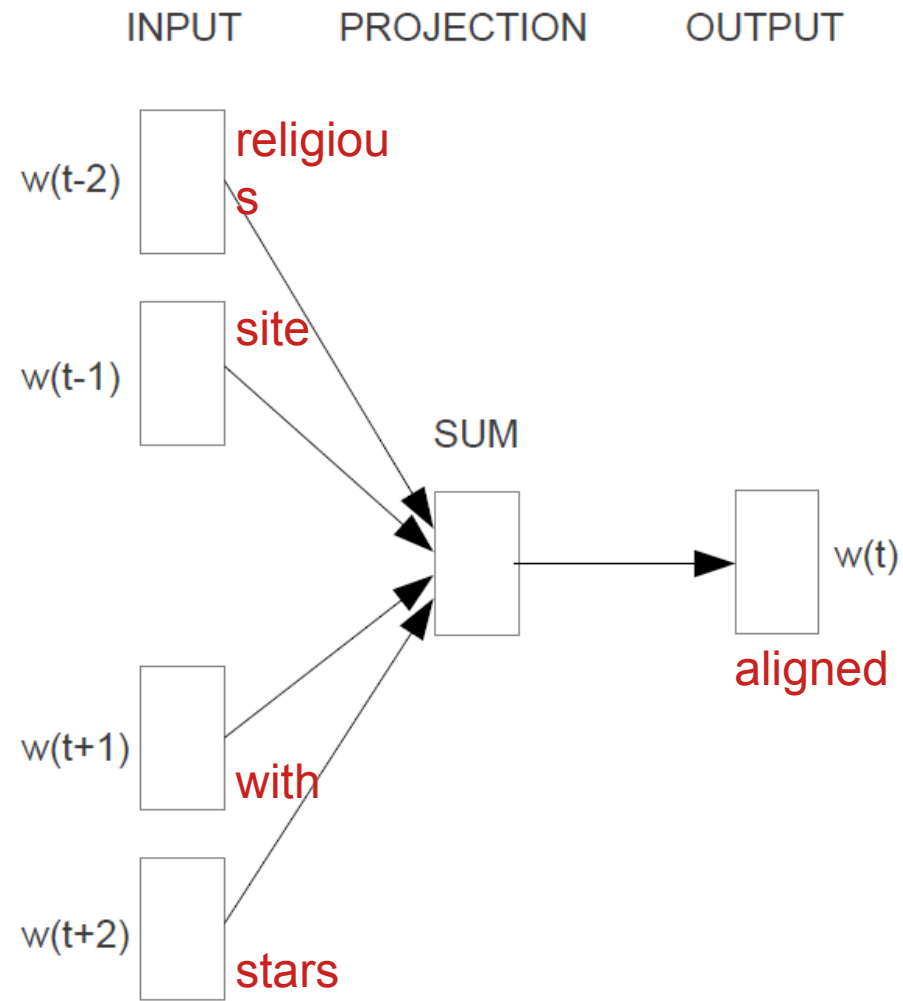 INPUT PROJECTION OUTPUT
w(t-2)
religiou
s
w(t-1)
site
SUM
w(t)
aligned
w(t+1)
with
w(t+2)
stars